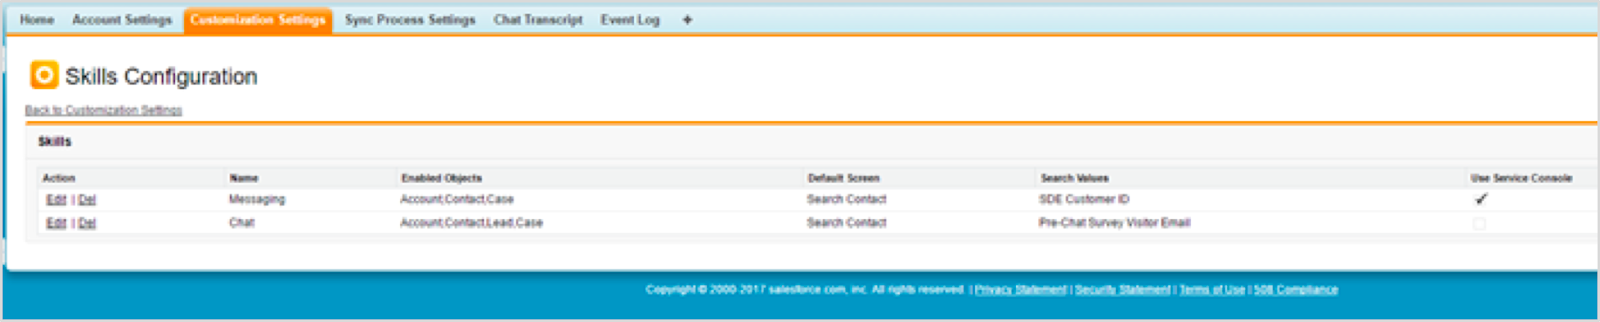 Home Account Settings Customization Settings Sync Process Settings Chat Transcript Event Log +
Skills Configuration
Back to Customization Settings
Skills
Action Name Enabled Objects Default Screen Search Values Use Service Console
Edit | Del Messaging Account;Contact;Case Search Contact SDE Customer ID ✓
Edit | Del Chat Account;Contact;Lead;Case Search Contact Pre-Chat Survey Visitor Email
Copyright © 2000-2017 salesforce.com, inc. All rights reserved. | Privacy Statement | Security Statement | Terms of Use | 508 Compliance